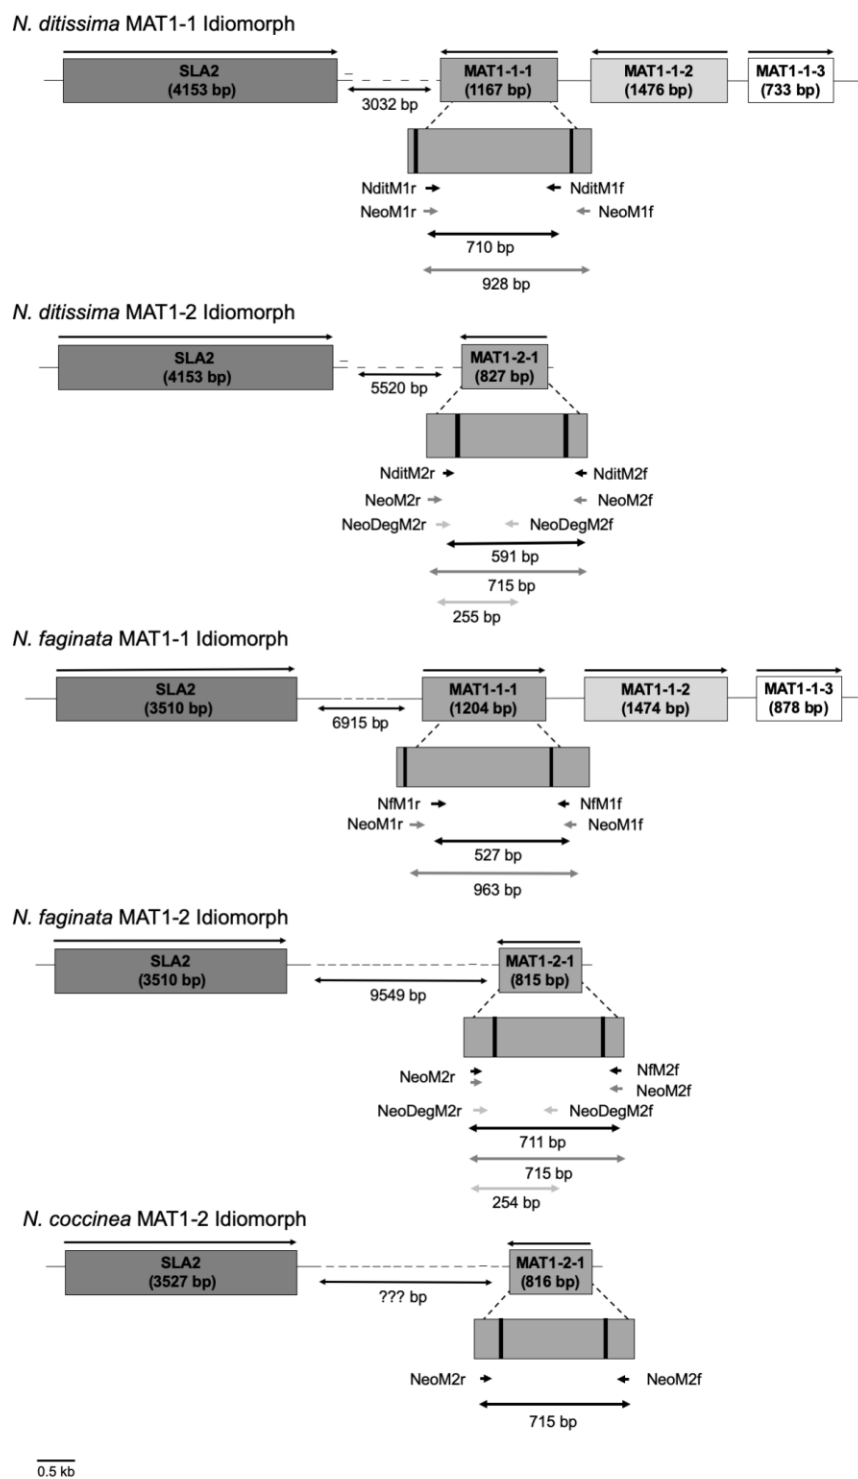 N. ditissima MAT1-1 Idiomorph
SLA2
(4153 bp)
MAT1-1-1
(1167 bp)
MAT1-1-2
(1476 bp)
MAT1-1-3
(733 bp)
3032 bp
NditM1r
NditM1f
NeoM1r
NeoM1f
710 bp
928 bp
N. ditissima MAT1-2 Idiomorph
SLA2
(4153 bp)
MAT1-2-1
(827 bp)
5520 bp
NditM2r
NditM2f
NeoM2r
NeoM2f
NeoDegM2r
NeoDegM2f
591 bp
715 bp
255 bp
N. faginata MAT1-1 Idiomorph
SLA2
(3510 bp)
MAT1-1-1
(1204 bp)
MAT1-1-2
(1474 bp)
MAT1-1-3
(878 bp)
6915 bp
NfM1r
NfM1f
NeoM1r
NeoM1f
527 bp
963 bp
N. faginata MAT1-2 Idiomorph
SLA2
(3510 bp)
MAT1-2-1
(815 bp)
9549 bp
NeoM2r
NfM2f
NeoM2f
NeoDegM2r
NeoDegM2f
711 bp
715 bp
254 bp
N. coccinea MAT1-2 Idiomorph
SLA2
(3527 bp)
MAT1-2-1
(816 bp)
??? bp
NeoM2r
NeoM2f
715 bp
0.5 kb